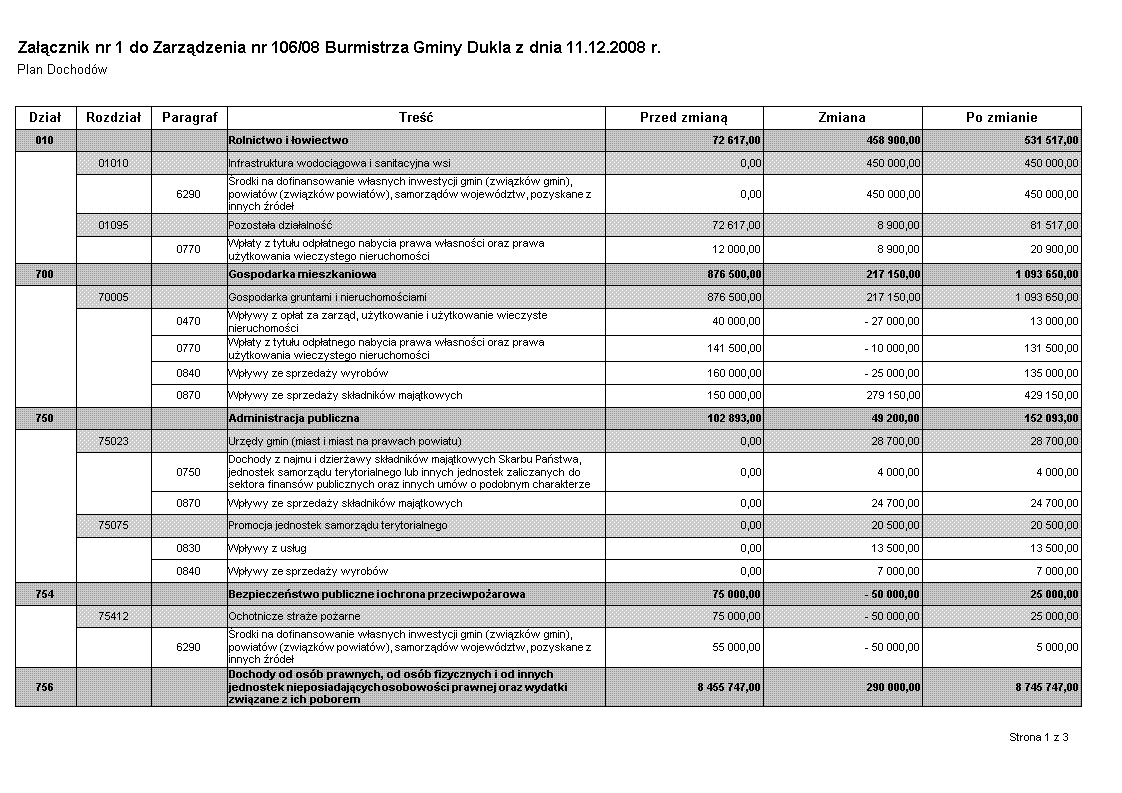 Załącznik nr 1 do Zarządzenia nr 106/08 Burmistrza Gminy Dukla z dnia 11.12.2008 r.
Plan Dochodów
Dział Rozdział Paragraf Treść Przed zmianą Zmiana Po zmianie
010 Rolnictwo i łowiectwo 72 617,00 458 900,00 531 517,00
01010 Infrastruktura wodociągowa i sanitacyjna wsi 0,00 450 000,00 450 000,00
Środki na dofinansowanie własnych inwestycji gmin (związków gmin),
6290 powiatów (związków powiatów), samorządów województw, pozyskane z 0,00 450 000,00 450 000,00
innych źródeł
01095 Pozostała działalność 72 617,00 8 900,00 81 517,00
Wpłaty z tytułu odpłatnego nabycia prawa własności oraz prawa
0770 użytkowania wieczystego nieruchomości 12 000,00 8 900,00 20 900,00
700 Gospodarka mieszkaniowa 876 500,00 217 150,00 1 093 650,00
70005 Gospodarka gruntami i nieruchomościami 876 500,00 217 150,00 1 093 650,00
Wpływy z opłat za zarząd, użytkowanie i użytkowanie wieczyste
0470 nieruchomości 40 000,00 - 27 000,00 13 000,00
Wpłaty z tytułu odpłatnego nabycia prawa własności oraz prawa
0770 użytkowania wieczystego nieruchomości 141 500,00 - 10 000,00 131 500,00
0840 Wpływy ze sprzedaży wyrobów 160 000,00 - 25 000,00 135 000,00
0870 Wpływy ze sprzedaży składników majątkowych 150 000,00 279 150,00 429 150,00
750 Administracja publiczna 102 893,00 49 200,00 152 093,00
75023 Urzędy gmin (miast i miast na prawach powiatu) 0,00 28 700,00 28 700,00
Dochody z najmu i dzierżawy składników majątkowych Skarbu Państwa,
0750 jednostek samorządu terytorialnego lub innych jednostek zaliczanych do 0,00 4 000,00 4 000,00
sektora finansów publicznych oraz innych umów o podobnym charakterze
0870 Wpływy ze sprzedaży składników majątkowych 0,00 24 700,00 24 700,00
75075 Promocja jednostek samorządu terytorialnego 0,00 20 500,00 20 500,00
0830 Wpływy z usług 0,00 13 500,00 13 500,00
0840 Wpływy ze sprzedaży wyrobów 0,00 7 000,00 7 000,00
754 Bezpieczeństwo publiczne i ochrona przeciwpożarowa 75 000,00 - 50 000,00 25 000,00
75412 Ochotnicze straże pożarne 75 000,00 - 50 000,00 25 000,00
Środki na dofinansowanie własnych inwestycji gmin (związków gmin),
6290 powiatów (związków powiatów), samorządów województw, pozyskane z 55 000,00 - 50 000,00 5 000,00
innych źródeł
Dochody od osób prawnych, od osób fizycznych i od innych
756 jednostek nieposiadających osobowości prawnej oraz wydatki 8 455 747,00 290 000,00 8 745 747,00
związane z ich poborem
Strona 1 z 3